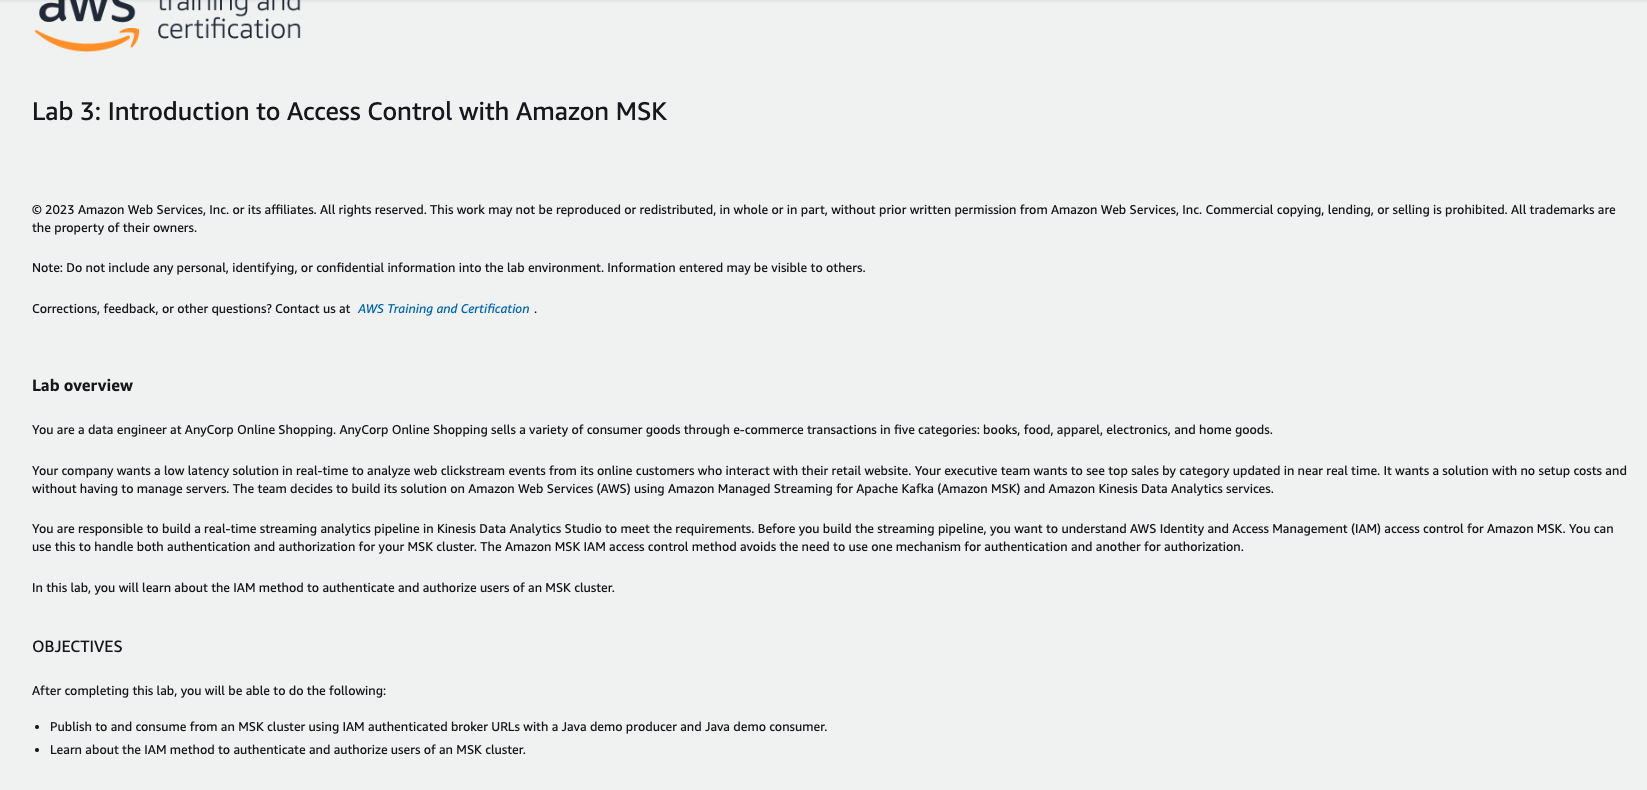 aws training and
certification
Lab 3: Introduction to Access Control with Amazon MSK
© 2023 Amazon Web Services, Inc. or its affiliates. All rights reserved. This work may not be reproduced or redistributed, in whole or in part, without prior written permission from Amazon Web Services, Inc. Commercial copying, lending, or selling is prohibited. All trademarks are
the property of their owners.
Note: Do not include any personal, identifying, or confidential information into the lab environment. Information entered may be visible to others.
Corrections, feedback, or other questions? Contact us at AWS Training and Certification .
Lab overview
You are a data engineer at AnyCorp Online Shopping. AnyCorp Online Shopping sells a variety of consumer goods through e-commerce transactions in five categories: books, food, apparel, electronics, and home goods.
Your company wants a low latency solution in real-time to analyze web clickstream events from its online customers who interact with their retail website. Your executive team wants to see top sales by category updated in near real time. It wants a solution with no setup costs and
without having to manage servers. The team decides to build its solution on Amazon Web Services (AWS) using Amazon Managed Streaming for Apache Kafka (Amazon MSK) and Amazon Kinesis Data Analytics services.
You are responsible to build a real-time streaming analytics pipeline in Kinesis Data Analytics Studio to meet the requirements. Before you build the streaming pipeline, you want to understand AWS Identity and Access Management (IAM) access control for Amazon MSK. You can
use this to handle both authentication and authorization for your MSK cluster. The Amazon MSK IAM access control method avoids the need to use one mechanism for authentication and another for authorization.
In this lab, you will learn about the IAM method to authenticate and authorize users of an MSK cluster.
OBJECTIVES
After completing this lab, you will be able to do the following:
• Publish to and consume from an MSK cluster using IAM authenticated broker URLs with a Java demo producer and Java demo consumer.
• Learn about the IAM method to authenticate and authorize users of an MSK cluster.